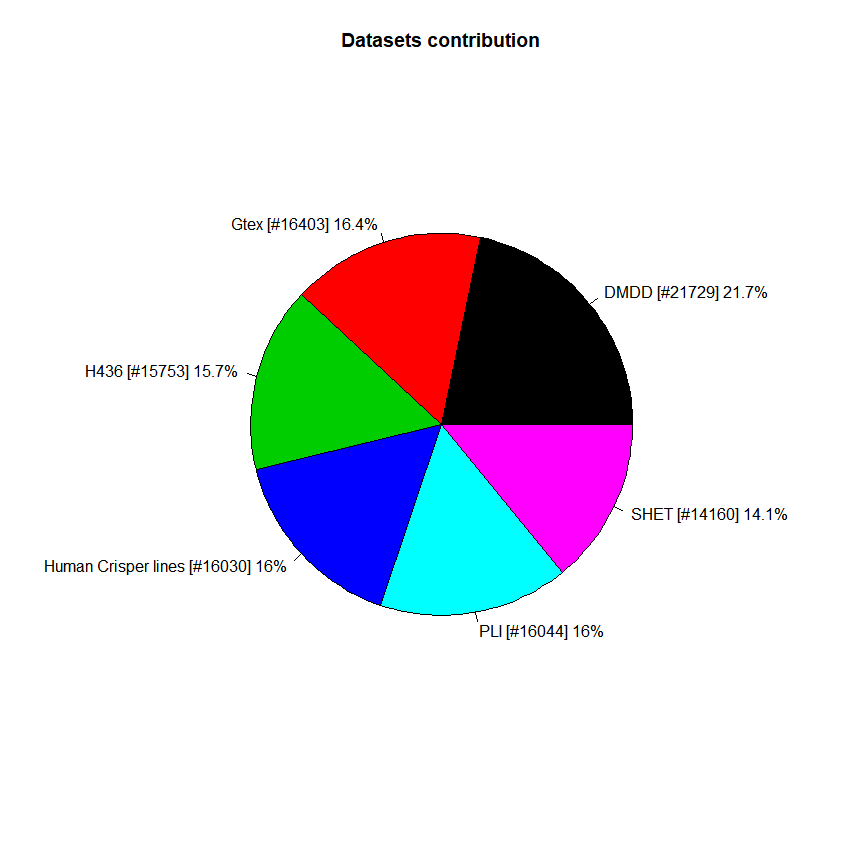 Datasets contribution
Gtex [#16403] 16.4%
DMDD [#21729] 21.7%
H436 [#15753] 15.7%
SHET [#14160] 14.1%
Human Crisper lines [#16030] 16%
PLI [#16044] 16%